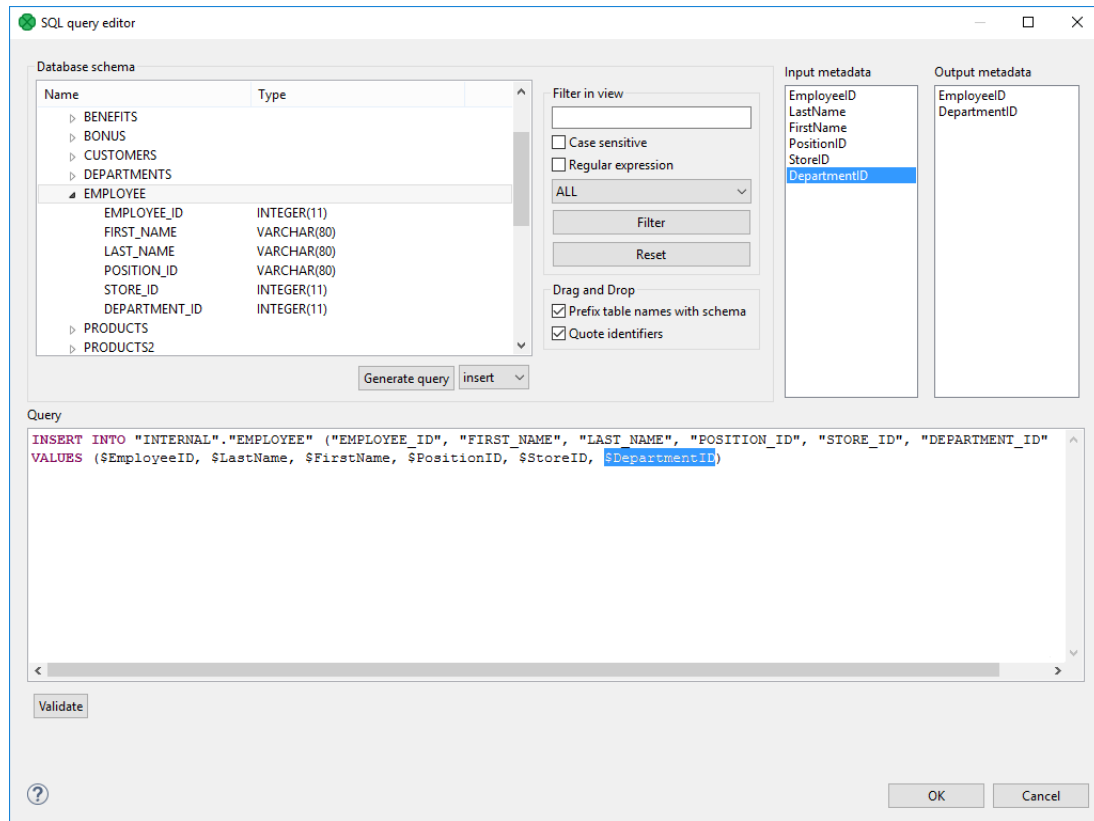 SQL query editor
Database schema
Name Type
BENEFITS
BONUS
CUSTOMERS
DEPARTMENTS
EMPLOYEE
EMPLOYEE_ID INTEGER(11)
FIRST_NAME VARCHAR(80)
LAST_NAME VARCHAR(80)
POSITION_ID VARCHAR(80)
STORE_ID INTEGER(11)
DEPARTMENT_ID INTEGER(11)
PRODUCTS
PRODUCTS2
Generate query insert
Filter in view
Case sensitive
Regular expression
ALL
Filter
Reset
Drag and Drop
Prefix table names with schema
Quote identifiers
Input metadata
EmployeeID
LastName
FirstName
PositionID
StoreID
DepartmentID
Output metadata
EmployeeID
DepartmentID
Query
INSERT INTO "INTERNAL"."EMPLOYEE" ("EMPLOYEE_ID", "FIRST_NAME", "LAST_NAME", "POSITION_ID", "STORE_ID", "DEPARTMENT_ID"
VALUES ($EmployeeID, $LastName, $FirstName, $PositionID, $StoreID, $DepartmentID)
Validate
?
OK Cancel